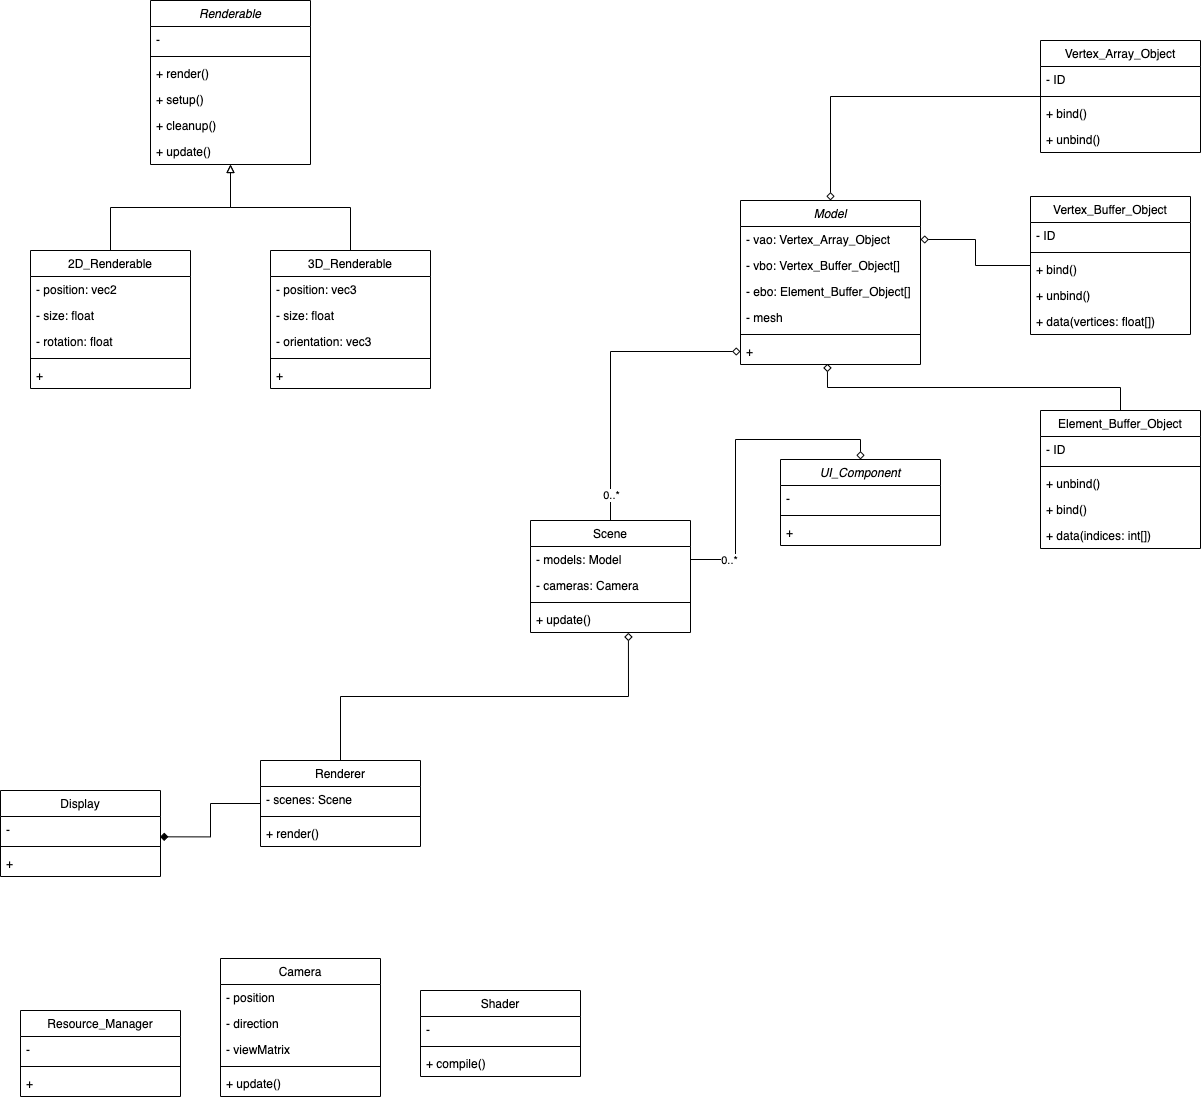 Renderable
-
+ render()
+ setup()
+ cleanup()
+ update()
2D_Renderable
- position: vec2
- size: float
- rotation: float
+
3D_Renderable
- position: vec3
- size: float
- orientation: vec3
+
Vertex_Array_Object
- ID
+ bind()
+ unbind()
Model
- vao: Vertex_Array_Object
- vbo: Vertex_Buffer_Object[]
- ebo: Element_Buffer_Object[]
- mesh
+
Vertex_Buffer_Object
- ID
+ bind()
+ unbind()
+ data(vertices: float[])
Element_Buffer_Object
- ID
+ unbind()
+ bind()
+ data(indices: int[])
UI_Component
-
+
0..*
Scene
- models: Model
- cameras: Camera
+ update()
0..*
Renderer
- scenes: Scene
+ render()
Display
-
+
Camera
- position
- direction
- viewMatrix
+ update()
Shader
-
+ compile()
Resource_Manager
-
+